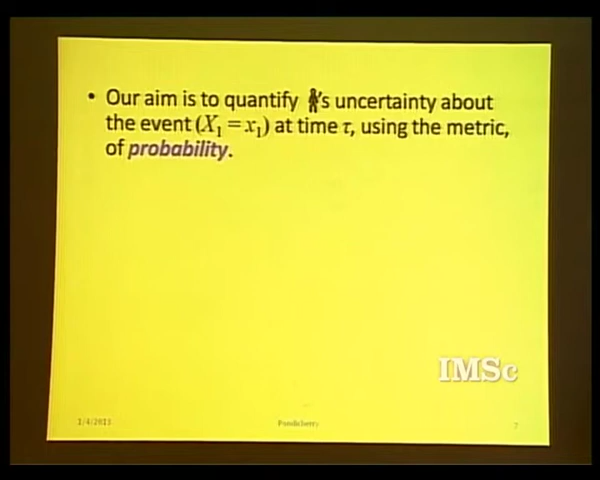 • Our aim is to quantify 's uncertainty about
the event (X₁ = x₁) at time τ, using the metric,
of probability.
IMSc
1/4/2013 Pondicherry 7